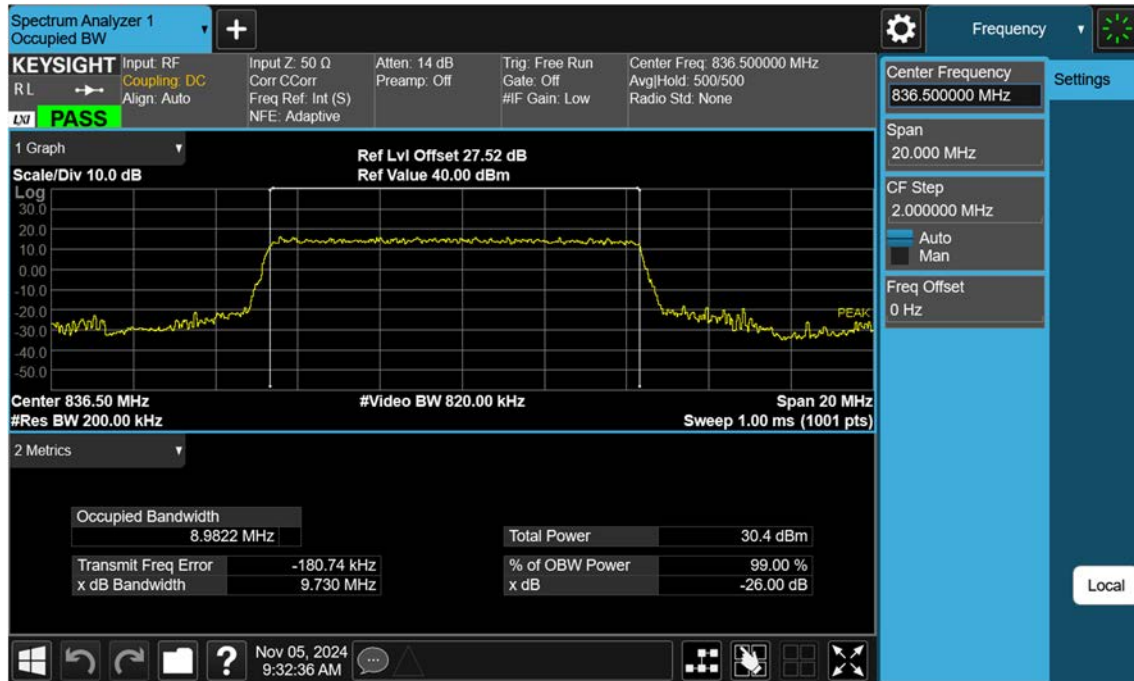 Spectrum Analyzer 1
Occupied BW
+
Frequency
KEYSIGHT
RL
LXI PASS
Input: RF
Coupling: DC
Align: Auto
Input Z: 50 Ω
Corr CCorr
Freq Ref: Int (S)
NFE: Adaptive
Atten: 14 dB
Preamp: Off
Trig: Free Run
Gate: Off
#IF Gain: Low
Center Freq: 836.500000 MHz
Avg|Hold: 500/500
Radio Std: None
Center Frequency
836.500000 MHz
Settings
Span
20.000 MHz
CF Step
2.000000 MHz
Auto
Man
Freq Offset
0 Hz
Local
1 Graph
Scale/Div 10.0 dB
Ref Lvl Offset 27.52 dB
Ref Value 40.00 dBm
Log
30.0
20.0
10.0
0.00
-10.0
-20.0
-30.0
-40.0
-50.0
PEAK
Center 836.50 MHz
#Video BW 820.00 kHz
Span 20 MHz
#Res BW 200.00 kHz
Sweep 1.00 ms (1001 pts)
2 Metrics
Occupied Bandwidth
8.9822 MHz
Total Power 30.4 dBm
Transmit Freq Error -180.74 kHz
% of OBW Power 99.00 %
x dB Bandwidth 9.730 MHz
x dB -26.00 dB
?
Nov 05, 2024
9:32:36 AM